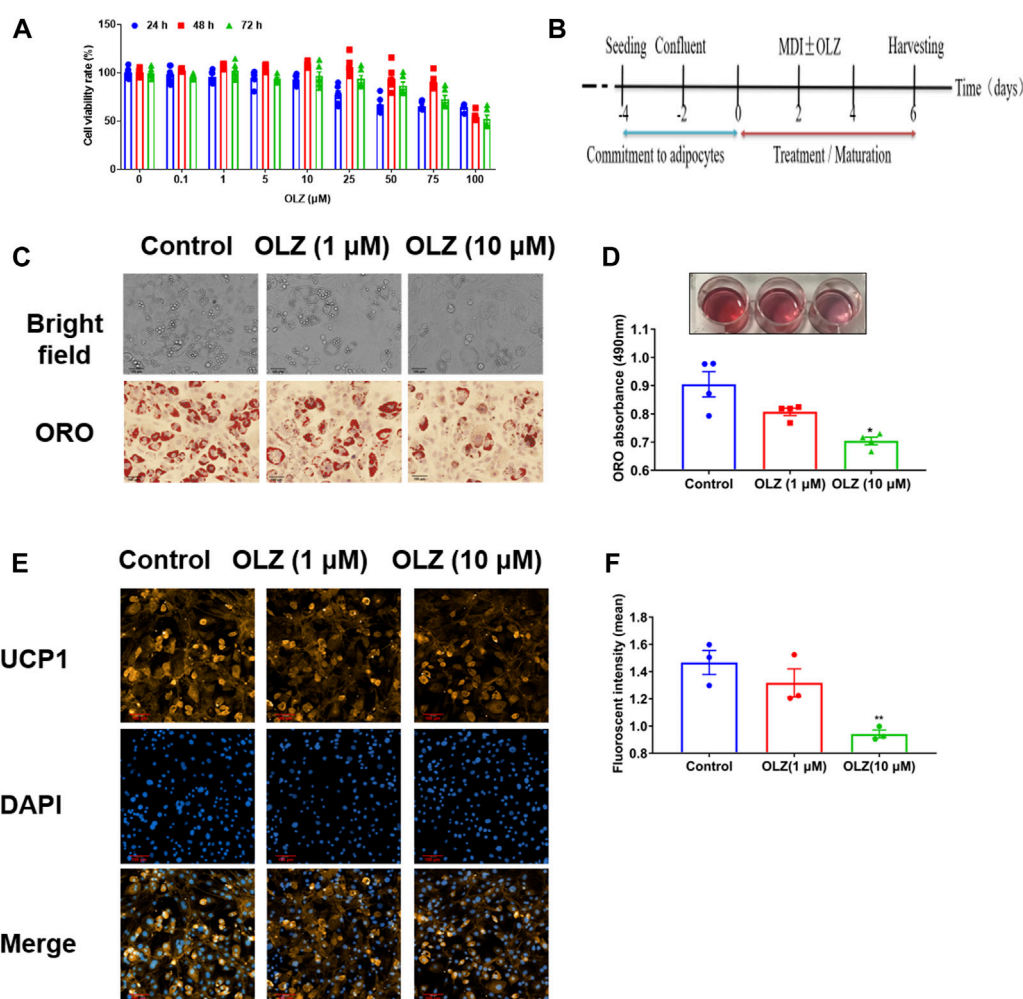 A
24 h 48 h 72 h
Cell viability rate (%)
150
100
50
0
0 0.1 1 5 10 25 50 75 100
OLZ (μM)
B
Seeding Confluent MDI±OLZ Harvesting
Time (days)
-4 -2 0 2 4 6
Commitment to adipocytes Treatment / Maturation
C
Control OLZ (1 μM) OLZ (10 μM)
Bright
field
ORO
D
ORO absorbance (490nm)
1.1
1.0
0.9
0.8
0.7
0.6
*
Control OLZ (1 μM) OLZ (10 μM)
E
Control OLZ (1 μM) OLZ (10 μM)
UCP1
DAPI
Merge
F
Fluoroscent intensity (mean)
1.8
1.6
1.4
1.2
1.0
0.8
**
Control OLZ(1 μM) OLZ(10 μM)